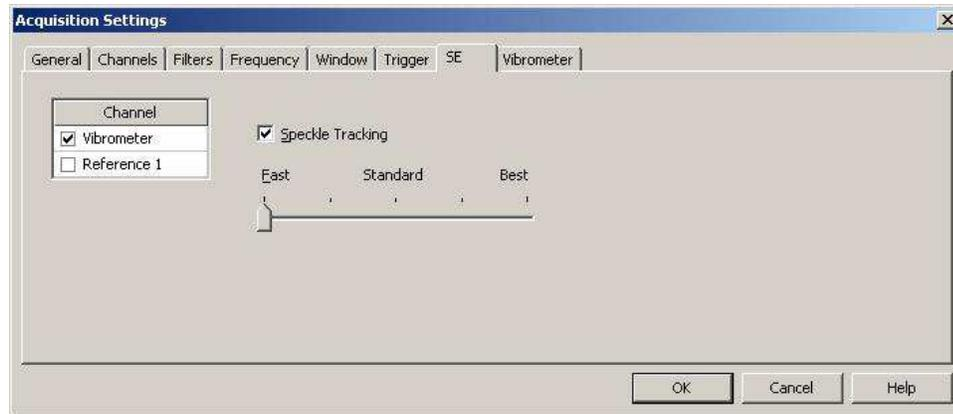 Acquisition Settings
General Channels Filters Frequency Window Trigger SE Vibrometer
Channel
Vibrometer
Reference 1
Speckle Tracking
Fast Standard Best
OK Cancel Help